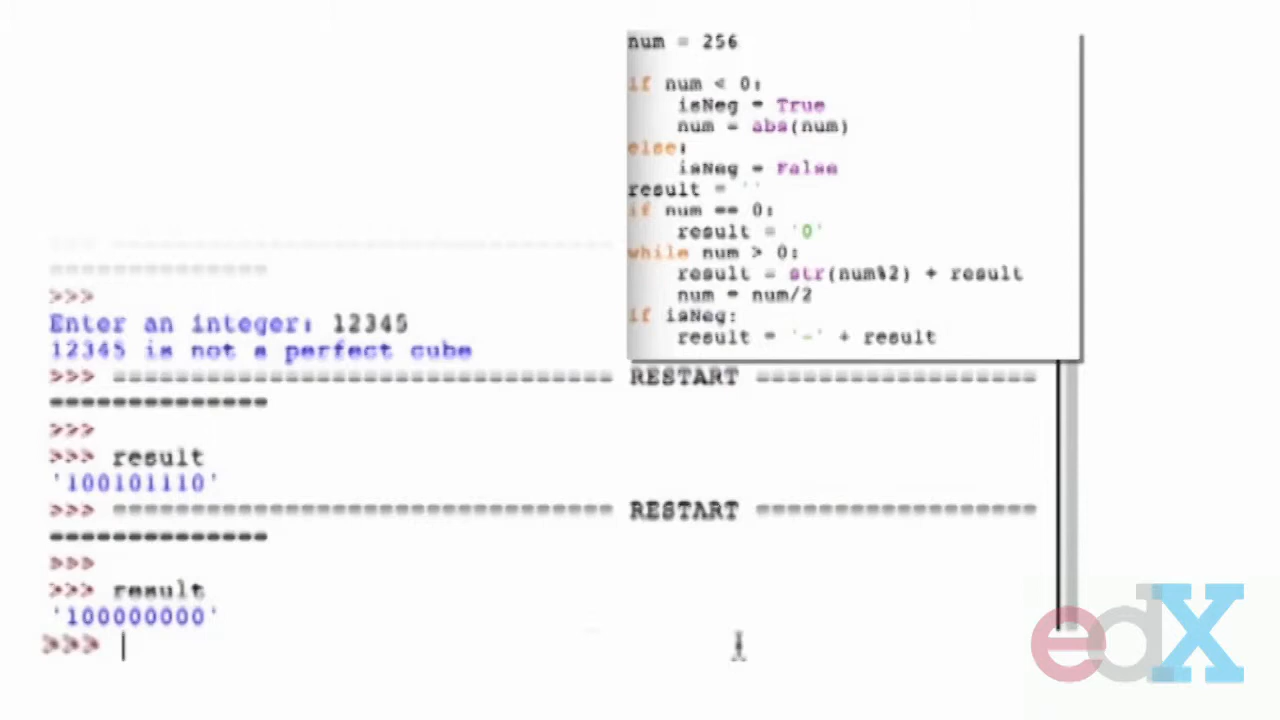 num = 256
if num < 0:
isNeg = True
num = abs(num)
else:
isNeg = False
result = ''
if num == 0:
result = '0'
while num > 0:
result = str(num%2) + result
num = num/2
if isNeg:
result = '-' + result
>>> ================================
==============
>>>
Enter an integer: 12345
12345 is not a perfect cube
>>> ================================ RESTART ==================
==============
>>>
>>> result
'100101110'
>>> ================================ RESTART ==================
==============
>>>
>>> result
'100000000'
>>>
edX